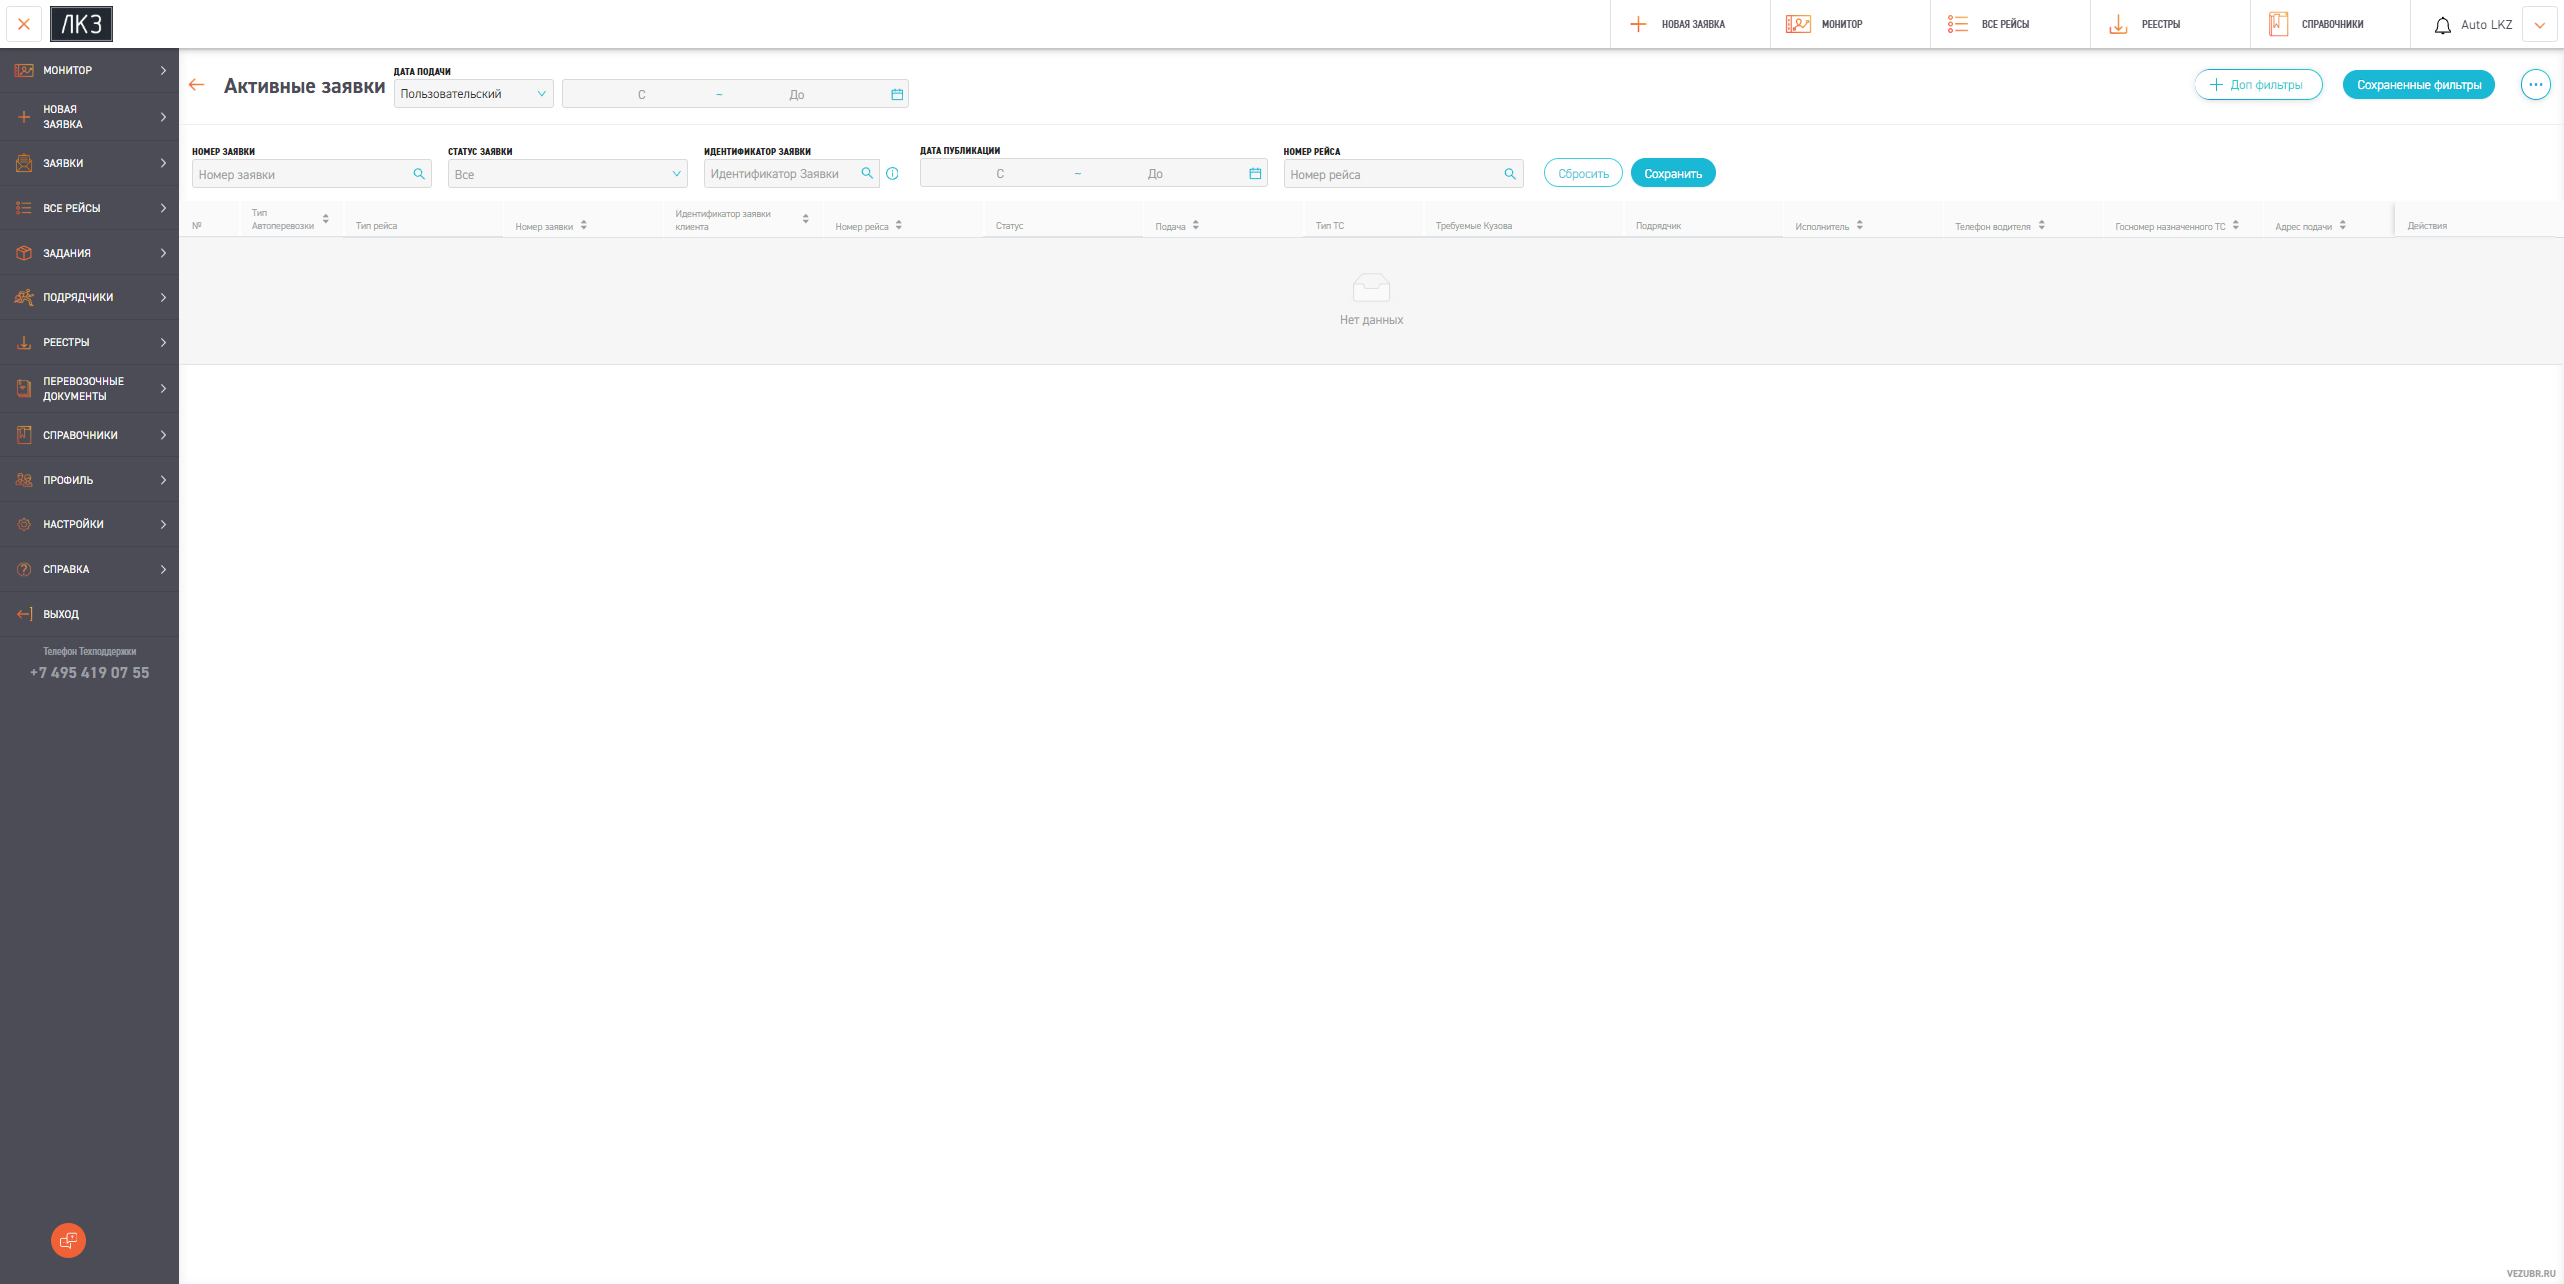 ЛКЗ
НОВАЯ ЗАЯВКА
МОНИТОР
ВСЕ РЕЙСЫ
РЕЕСТРЫ
СПРАВОЧНИКИ
Auto LKZ
МОНИТОР
НОВАЯ
ЗАЯВКА
ЗАЯВКИ
ВСЕ РЕЙСЫ
ЗАДАНИЯ
ПОДРЯДЧИКИ
РЕЕСТРЫ
ПЕРЕВОЗОЧНЫЕ
ДОКУМЕНТЫ
СПРАВОЧНИКИ
ПРОФИЛЬ
НАСТРОЙКИ
СПРАВКА
ВЫХОД
Телефон Техподдержки
+7 495 419 07 55
Активные заявки
ДАТА ПОДАЧИ
Пользовательский
С ~ До
Доп фильтры
Сохраненные фильтры
НОМЕР ЗАЯВКИ
Номер заявки
СТАТУС ЗАЯВКИ
Все
ИДЕНТИФИКАТОР ЗАЯВКИ
Идентификатор Заявки
ДАТА ПУБЛИКАЦИИ
С ~ До
НОМЕР РЕЙСА
Номер рейса
Сбросить
Сохранить
№
Тип
Автоперевозки
Тип рейса
Номер заявки
Идентификатор заявки
клиента
Номер рейса
Статус
Подача
Тип ТС
Требуемые Кузова
Подрядчик
Исполнитель
Телефон водителя
Госномер назначенного ТС
Адрес подачи
Действия
Нет данных
VEZUBR.RU